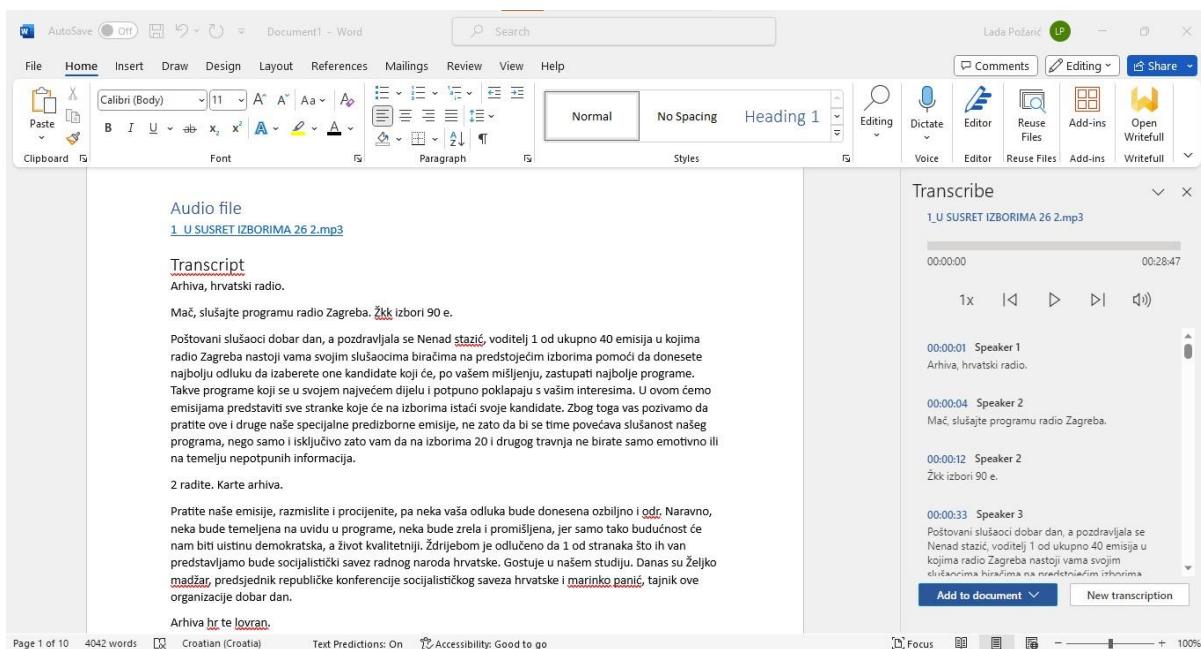 AutoSave Off Document1 - Word Search Lada Požarić LP
File Home Insert Draw Design Layout References Mailings Review View Help Comments Editing Share
Paste
Calibri (Body) 11 A A Aa A
B I U ab x₂ x² A A
Normal No Spacing Heading 1
Editing
Dictate
Editor
Reuse Files
Add-ins
Open Writefull
Clipboard Font Paragraph Styles Voice Editor Reuse Files Add-ins Writefull
Audio file
1_U SUSRET IZBORIMA 26 2.mp3
Transcript
Arhiva, hrvatski radio.
Mač, slušajte programu radio Zagreba. Žkk izbori 90 e.
Poštovani slušaoci dobar dan, a pozdravljala se Nenad stazić, voditelj 1 od ukupno 40 emisija u kojima
radio Zagreba nastoji vama svojim slušaocima biračima na predstojećim izborima pomoći da donesete
najbolju odluku da izaberete one kandidate koji će, po vašem mišljenju, zastupati najbolje programe.
Takve programe koji se u svojem najvećem dijelu i potpuno poklapaju s vašim interesima. U ovom ćemo
emisijama predstaviti sve stranke koje će na izborima istaći svoje kandidate. Zbog toga vas pozivamo da
pratite ove i druge naše specijalne predizborne emisije, ne zato da bi se time povećava slušanost našeg
programa, nego samo i isključivo zato vam da na izborima 20 i drugog travnja ne birate samo emotivno ili
na temelju nepotpunih informacija.
2 radite. Karte arhiva.
Pratite naše emisije, razmislite i procijenite, pa neka vaša odluka bude donesena ozbiljno i odr. Naravno,
neka bude temeljena na uvidu u programe, neka bude zrela i promišljena, jer samo tako budućnost će
nam biti uistinu demokratska, a život kvalitetniji. Ždrijebom je odlučeno da 1 od stranaka što ih van
predstavljamo bude socijalistički savez radnog naroda hrvatske. Gostuje u našem studiju. Danas su Željko
madžar, predsjednik republičke konferencije socijalističkog saveza hrvatske i marinko panić, tajnik ove
organizacije dobar dan.
Arhiva hr te lovran.
Transcribe
1_U SUSRET IZBORIMA 26 2.mp3
00:00:00 00:28:47
1x
00:00:01 Speaker 1
Arhiva, hrvatski radio.
00:00:04 Speaker 2
Mač, slušajte programu radio Zagreba.
00:00:12 Speaker 2
Žkk izbori 90 e.
00:00:33 Speaker 3
Poštovani slušaoci dobar dan, a pozdravljala se
Nenad stazić, voditelj 1 od ukupno 40 emisija u
kojima radio Zagreba nastoji vama svojim
slušaocima biračima na predstojećim izborima
Add to document New transcription
Page 1 of 10 4042 words Croatian (Croatia) Text Predictions: On Accessibility: Good to go Focus 100%